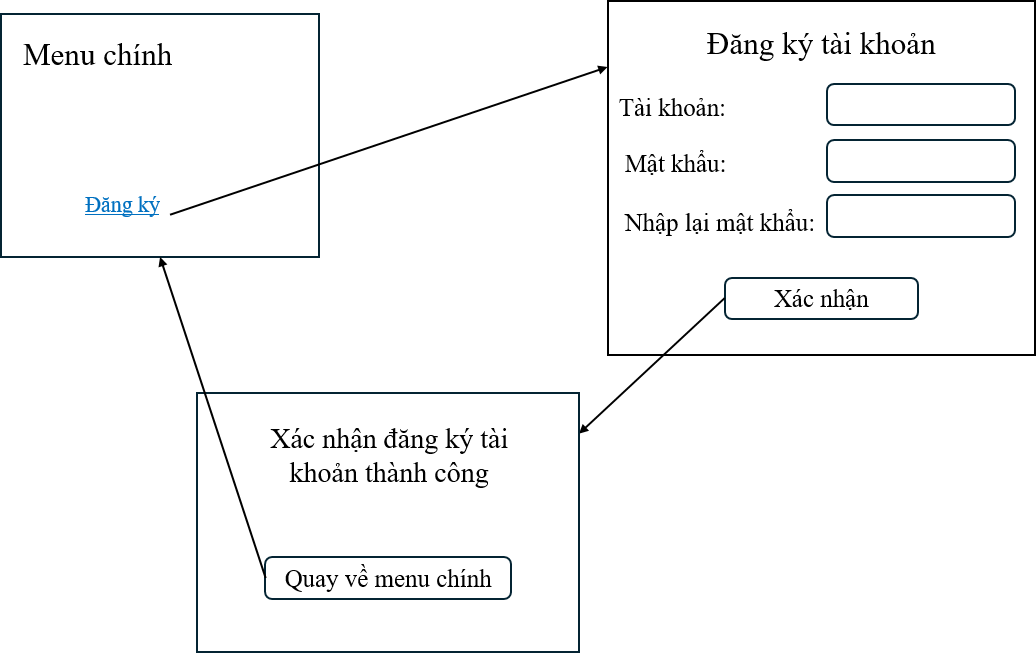 Menu chính
Đăng ký
Đăng ký tài khoản
Tài khoản:
Mật khẩu:
Nhập lại mật khẩu:
Xác nhận
Xác nhận đăng ký tài
khoản thành công
Quay về menu chính